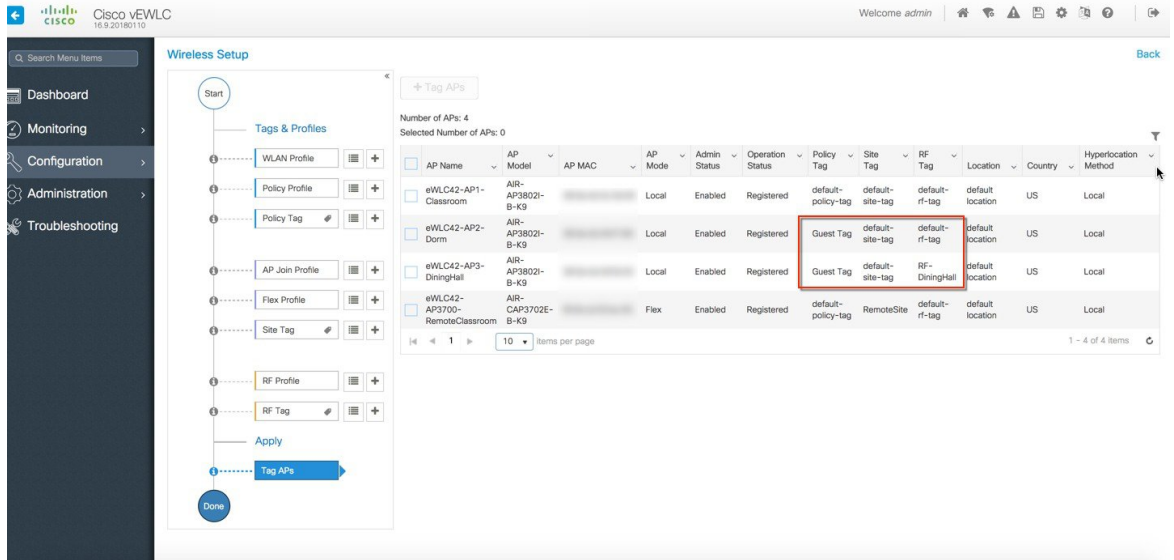 CISCO
Cisco vEWLC
16.9.20180110
Welcome admin
Search Menu Items
Dashboard
Monitoring
Configuration
Administration
Troubleshooting
Wireless Setup
Back
Start
Tags & Profiles
WLAN Profile
Policy Profile
Policy Tag
AP Join Profile
Flex Profile
Site Tag
RF Profile
RF Tag
Apply
Tag APs
Done
+ Tag APs
Number of APs: 4
Selected Number of APs: 0
AP Name AP Model AP MAC AP Mode Admin Status Operation Status Policy Tag Site Tag RF Tag Location Country Hyperlocation Method
eWLC42-AP1-Classroom AIR-AP3802I-B-K9 Local Enabled Registered default-policy-tag default-site-tag default-rf-tag default location US Local
eWLC42-AP2-Dorm AIR-AP3802I-B-K9 Local Enabled Registered Guest Tag default-site-tag default-rf-tag default location US Local
eWLC42-AP3-DiningHall AIR-AP3802I-B-K9 Local Enabled Registered Guest Tag default-site-tag RF-DiningHall default location US Local
eWLC42-AP3700-RemoteClassroom AIR-CAP3702E-B-K9 Flex Enabled Registered default-policy-tag RemoteSite default-rf-tag default location US Local
1 10 items per page
1 - 4 of 4 items